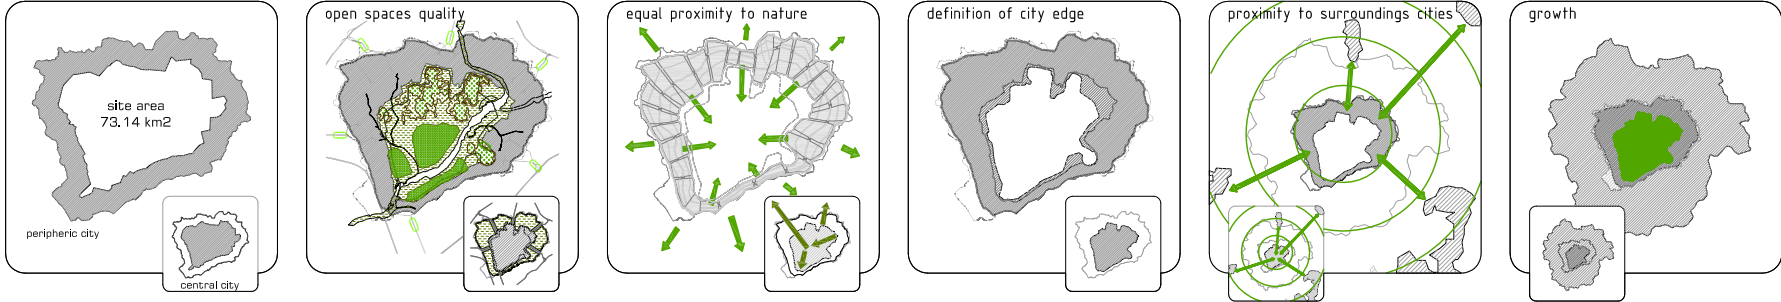 site area
73.14 km2
peripheric city
central city
open spaces quality
equal proximity to nature
definition of city edge
proximity to surroundings cities
growth